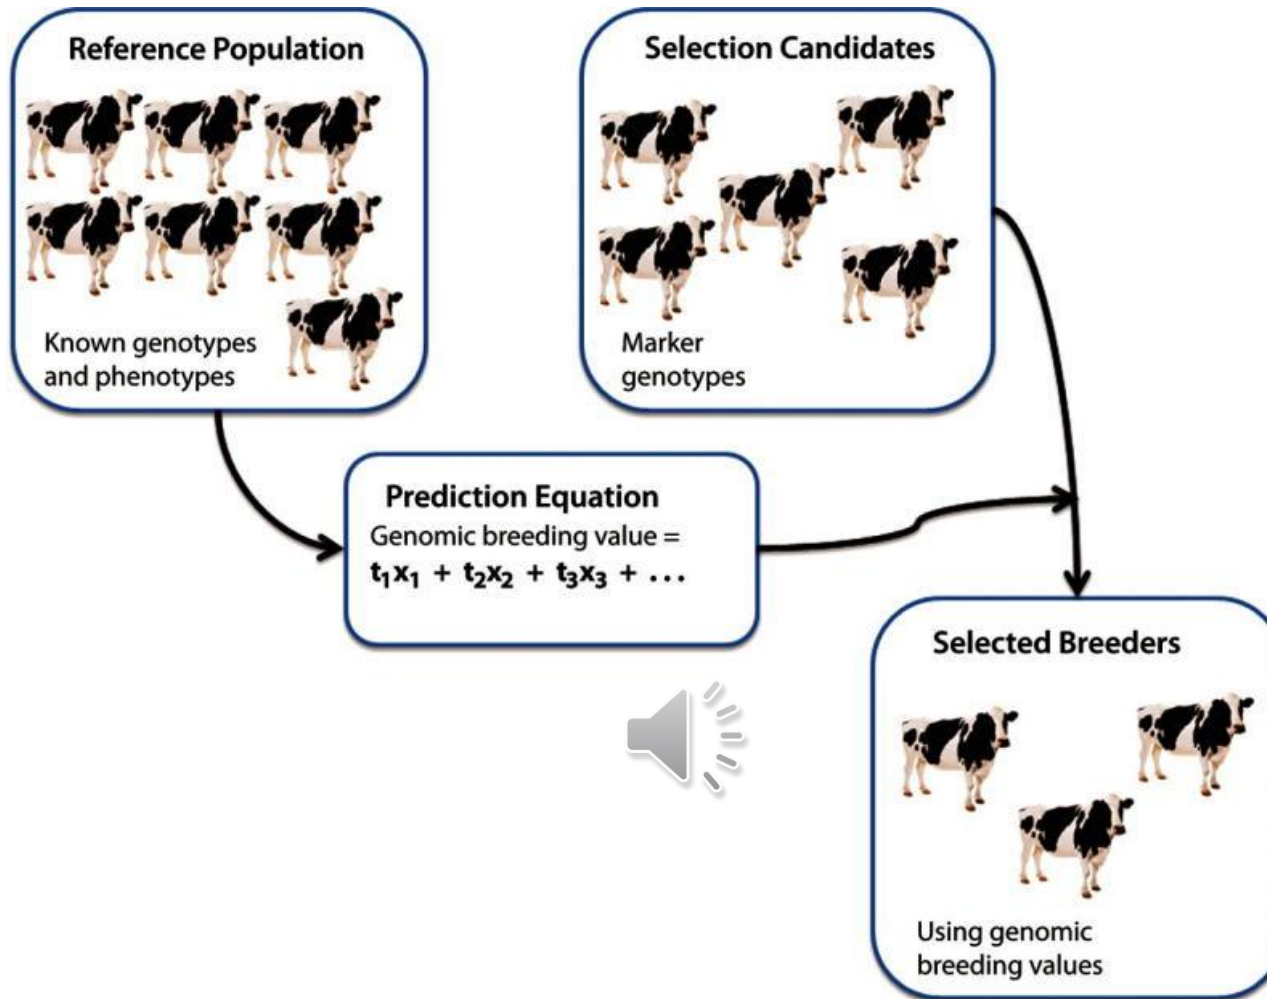 Reference Population
Known genotypes
and phenotypes
Selection Candidates
Marker
genotypes
Prediction Equation
Genomic breeding value =
t₁x₁ + t₂x₂ + t₃x₃ + ...
Selected Breeders
Using genomic
breeding values